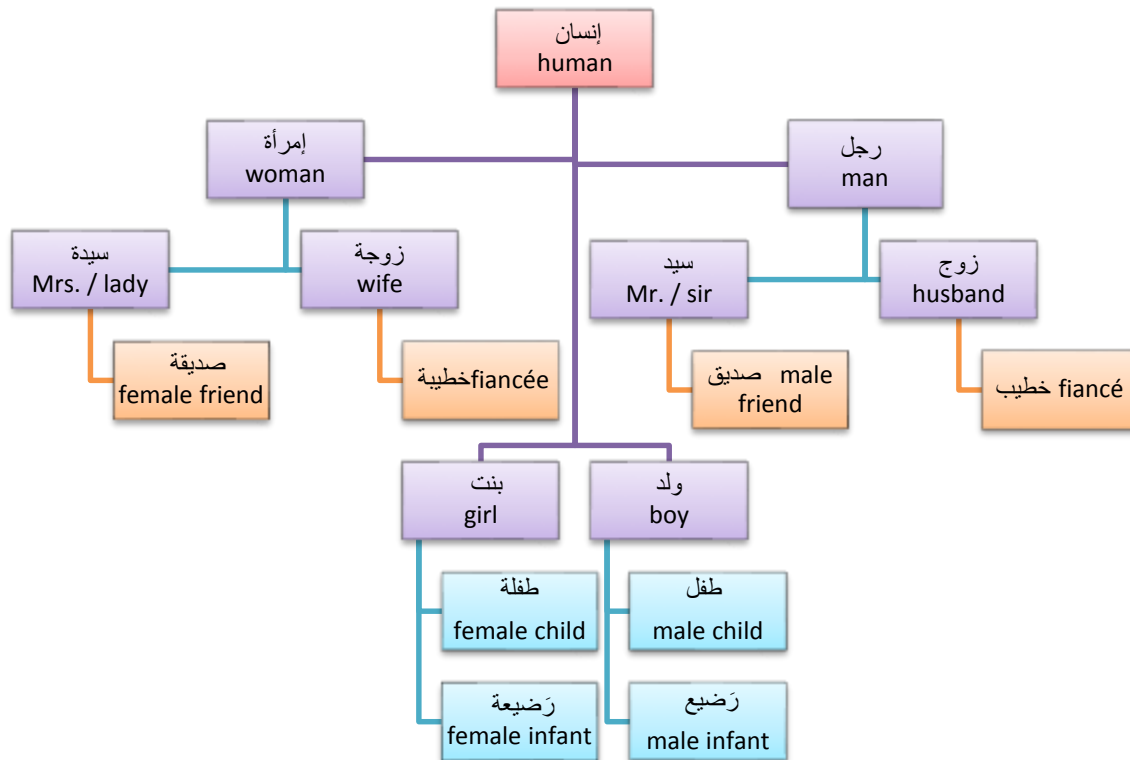 إنسان
human
إمرأة
woman
رجل
man
سيدة
Mrs. / lady
زوجة
wife
سيد
Mr. / sir
زوج
husband
صديقة
female friend
خطيبةfiancée
صديق male
friend
خطيب fiancé
بنت
girl
ولد
boy
طفلة
female child
طفل
male child
رَضيعة
female infant
رَضيع
male infant